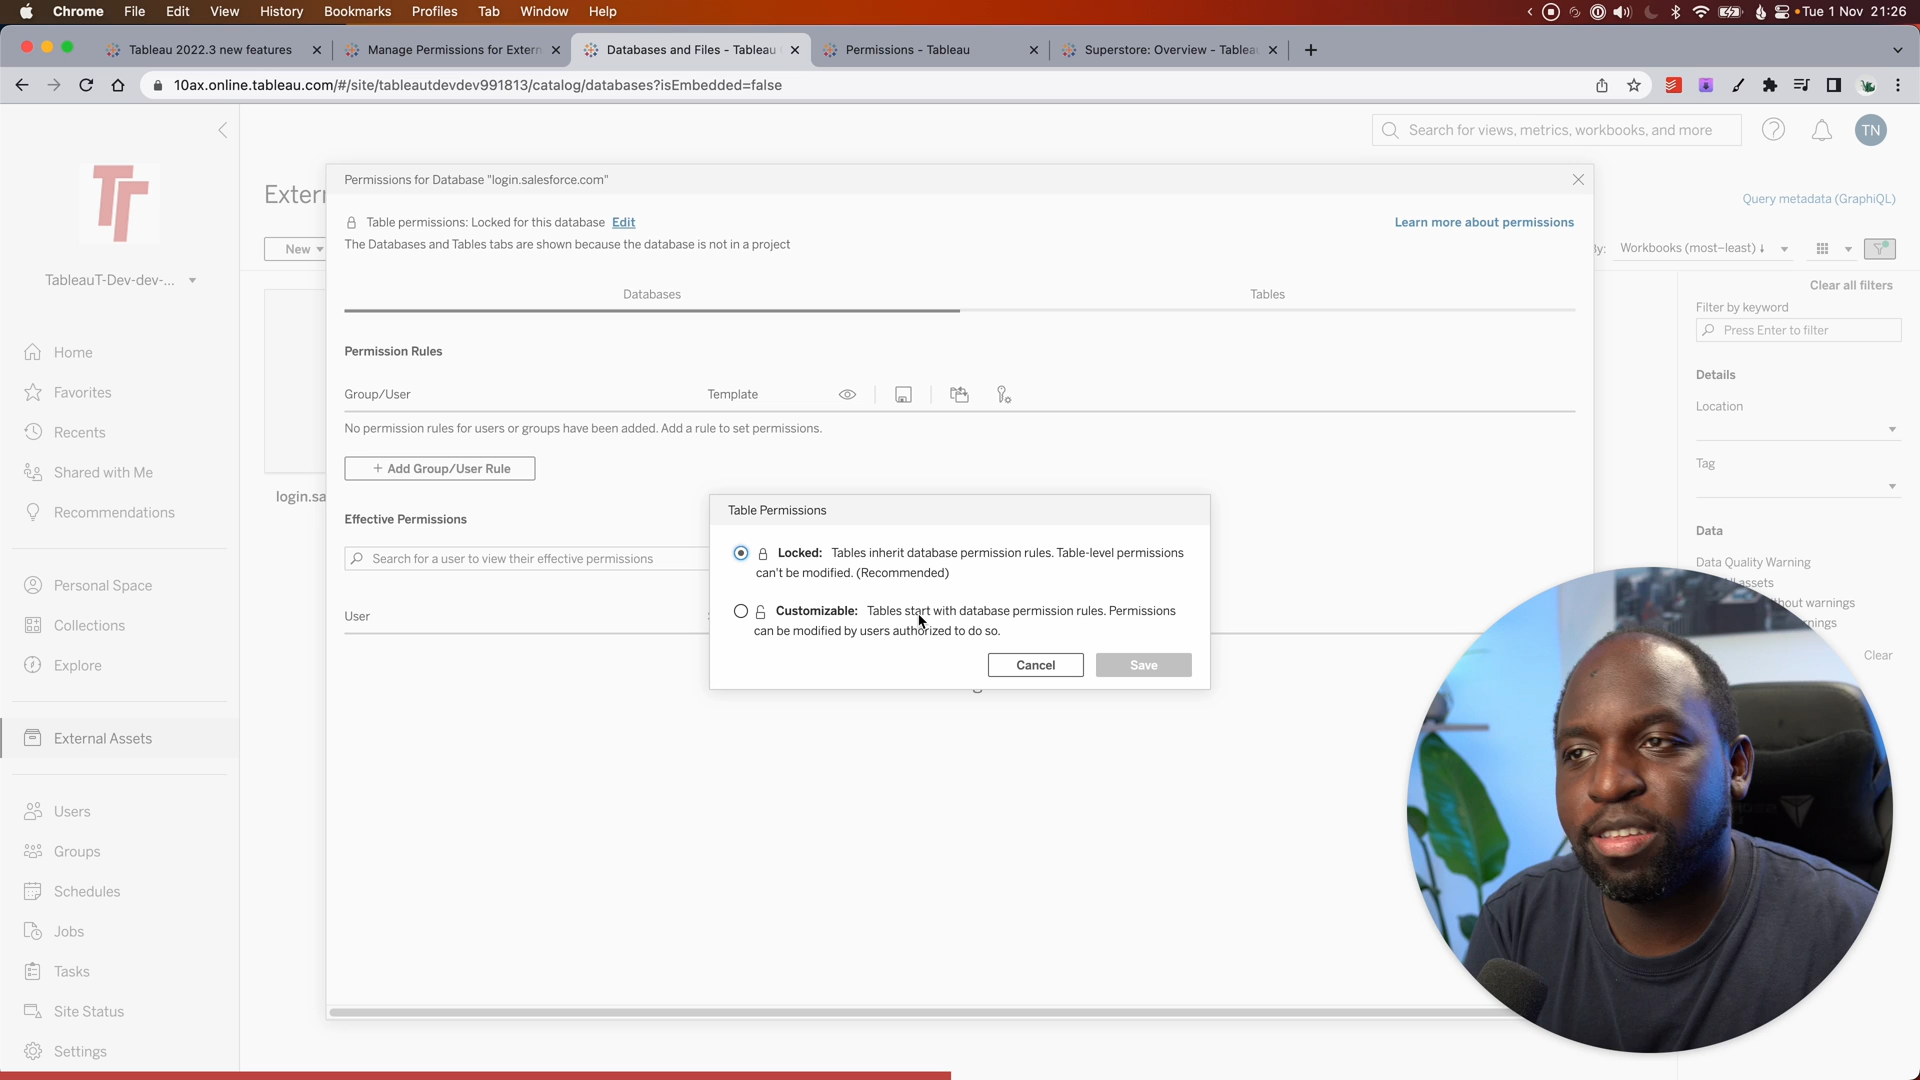 Chrome File Edit View History Bookmarks Profiles Tab Window Help
Tue 1 Nov 21:26
Tableau 2022.3 new features
Manage Permissions for Extern
Databases and Files - Tableau
Permissions - Tableau
Superstore: Overview - Tablea
10ax.online.tableau.com/#/site/tableautdevdev991813/catalog/databases?isEmbedded=false
Search for views, metrics, workbooks, and more
TN
Tr
TableauT-Dev-dev-...
Home
Favorites
Recents
Shared with Me
Recommendations
Personal Space
Collections
Explore
External Assets
Users
Groups
Schedules
Jobs
Tasks
Site Status
Settings
Exter
New
login.sa
Permissions for Database "login.salesforce.com"
Table permissions: Locked for this database Edit
Learn more about permissions
The Databases and Tables tabs are shown because the database is not in a project
Databases
Tables
Permission Rules
Group/User
Template
No permission rules for users or groups have been added. Add a rule to set permissions.
+ Add Group/User Rule
Effective Permissions
Search for a user to view their effective permissions
User
Table Permissions
Locked: Tables inherit database permission rules. Table-level permissions
can't be modified. (Recommended)
Customizable: Tables start with database permission rules. Permissions
can be modified by users authorized to do so.
Cancel
Save
Query metadata (GraphiQL)
by: Workbooks (most–least) ↓
Clear all filters
Filter by keyword
Press Enter to filter
Details
Location
Tag
Data
Data Quality Warning
assets
hout warnings
rnings
Clear